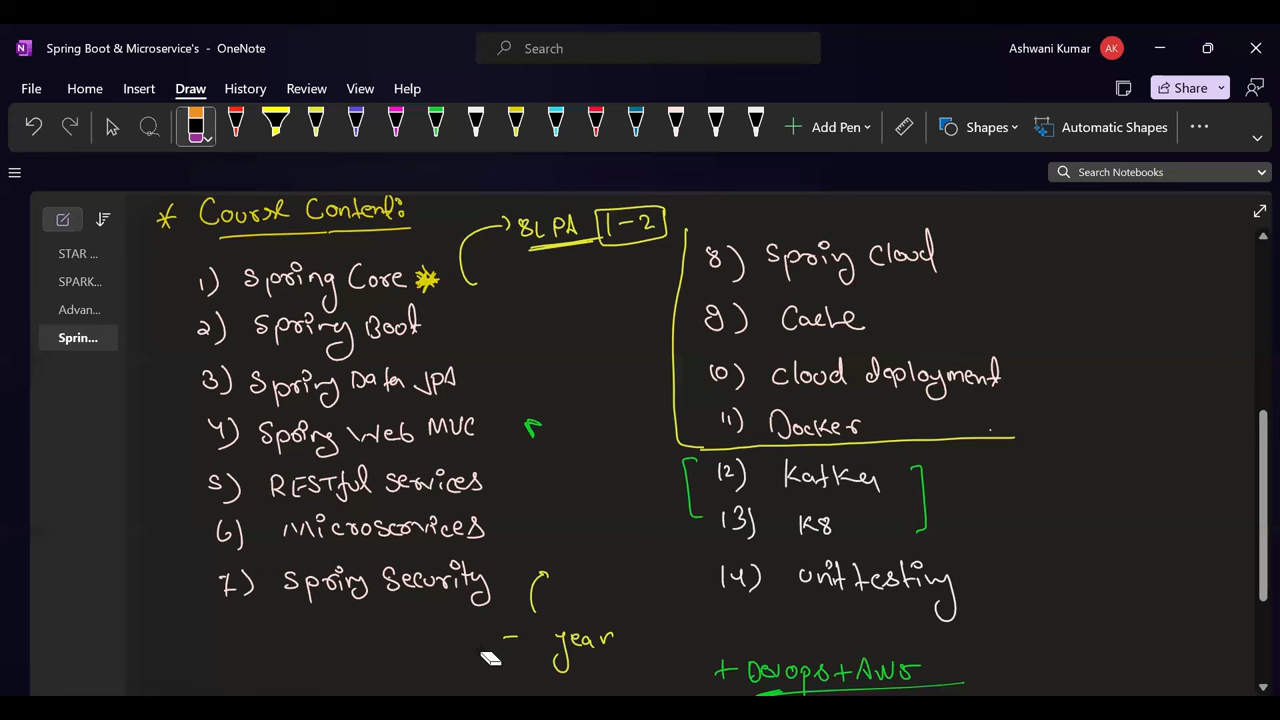 Spring Boot & Microservice's - OneNote
Search
Ashwani Kumar AK
File Home Insert Draw History Review View Help Share
Add Pen Shapes Automatic Shapes
Search Notebooks
STAR ...
SPARK...
Advan...
Sprin...
* Course Content:
8LPA 1-2
1) Spring Core *
2) Spring Boot
3) Spring Data JPA
4) Spring Web MVC
5) RESTful Services
6) Microservices
7) Spring Security
- year
8) Spring Cloud
9) Cache
10) Cloud deployment
11) Docker
12) Kafka
13) K8
14) unit testing
+ Devops + AWS